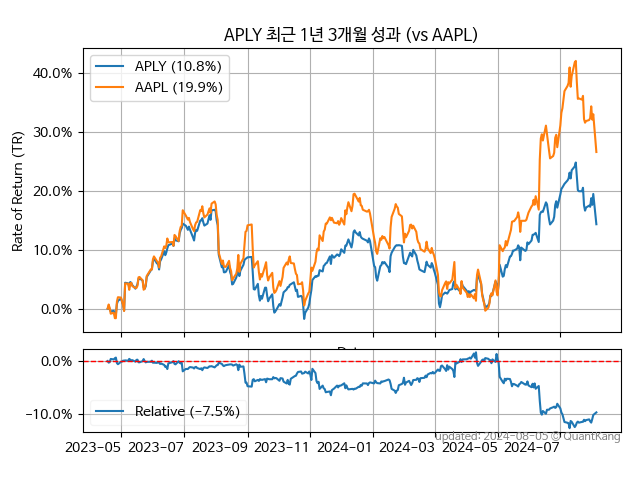 APLY 최근 1년 3개월 성과 (vs AAPL)
APLY (10.8%)
AAPL (19.9%)
Rate of Return (TR)
40.0%
30.0%
20.0%
10.0%
0.0%
0.0%
−10.0%
Relative (−7.5%)
updated: 2024-08-05 © QuantKang
2023-05 2023-07 2023-09 2023-11 2024-01 2024-03 2024-05 2024-07